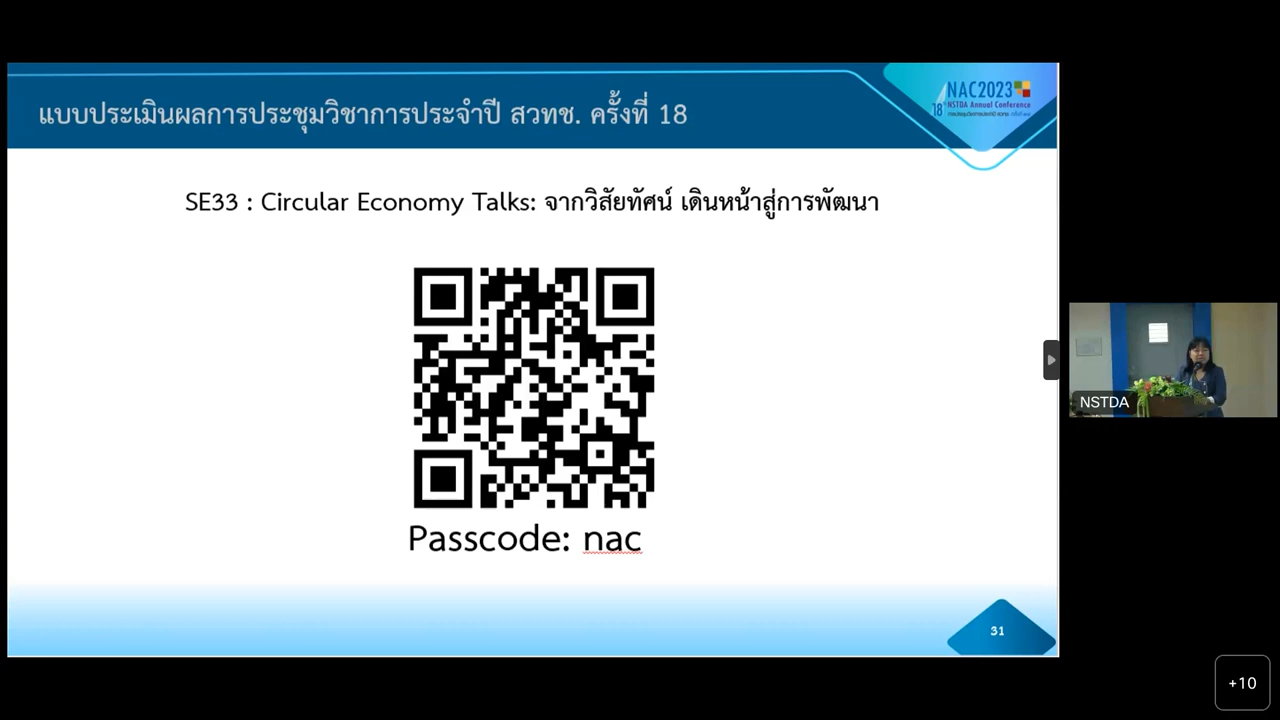 แบบประเมินผลการประชุมวิชาการประจำปี สวทช. ครั้งที่ 18
NAC2023
18th NSTDA Annual Conference
SE33 : Circular Economy Talks: จากวิสัยทัศน์ เดินหน้าสู่การพัฒนา
Passcode: nac
NSTDA
31
+10